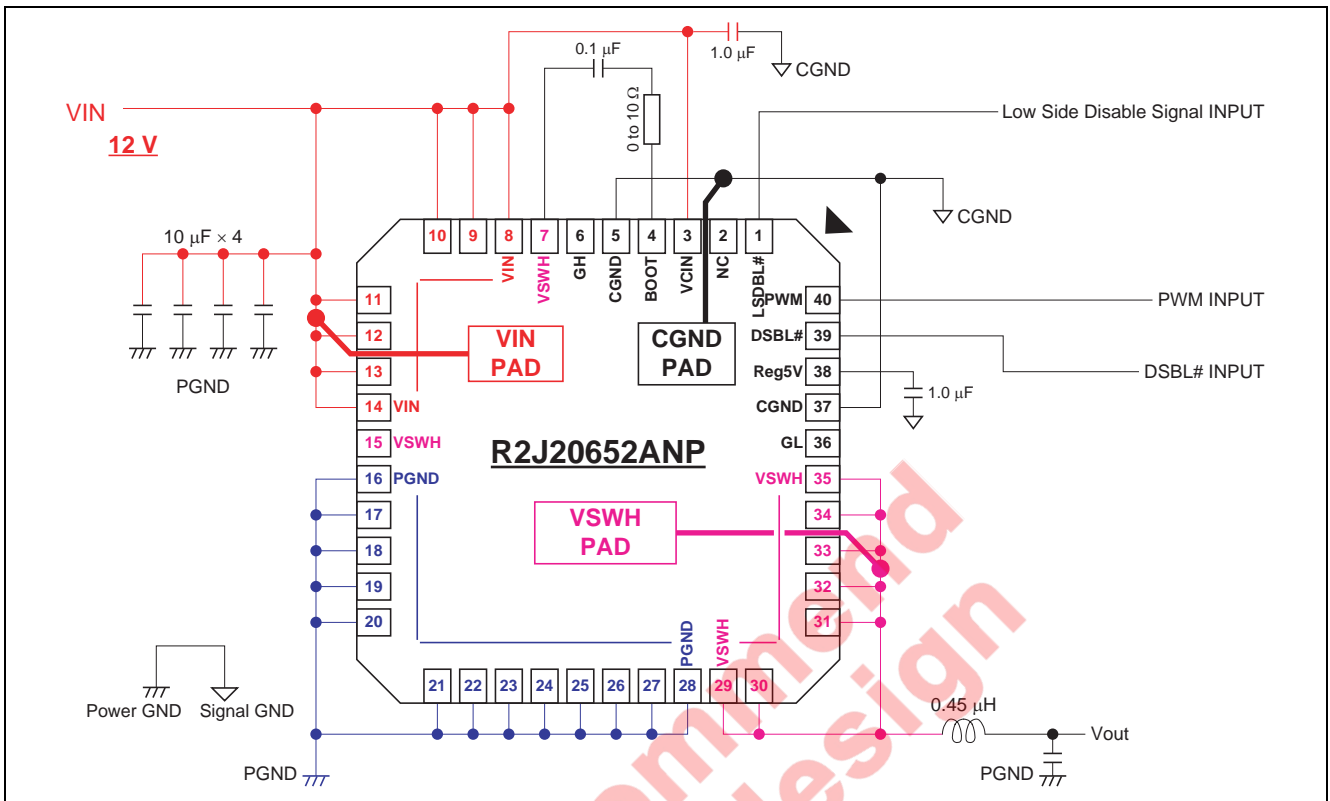 0.1 μF
1.0 μF
CGND
VIN
12 V
0 to 10 Ω
Low Side Disable Signal INPUT
CGND
10 μF × 4
PGND
10
9
8
7
6
5
4
3
2
1
VIN
VSWH
GH
CGND
BOOT
VCIN
NC
LSDBL#
11
12
13
14 VIN
15 VSWH
16 PGND
17
18
19
20
VIN
PAD
CGND
PAD
R2J20652ANP
VSWH
PAD
PWM 40
PWM INPUT
DSBL# 39
DSBL# INPUT
Reg5V 38
1.0 μF
CGND 37
GL 36
VSWH 35
34
33
32
31
PGND
VSWH
21
22
23
24
25
26
27
28
29
30
Power GND
Signal GND
PGND
0.45 μH
Vout
PGND
ommend
design